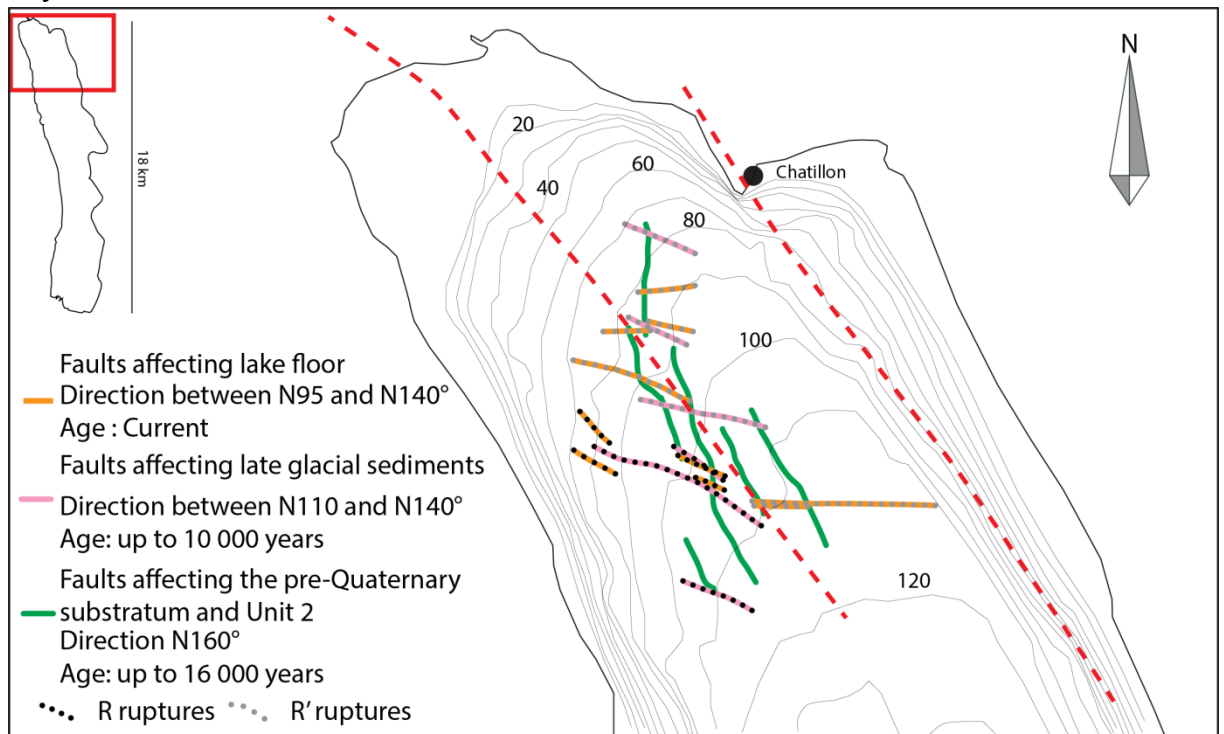 N
18 km
Chatillon
20
40
60
80
100
120
Faults affecting lake floor
Direction between N95 and N140°
Age : Current
Faults affecting late glacial sediments
Direction between N110 and N140°
Age: up to 10 000 years
Faults affecting the pre-Quaternary
substratum and Unit 2
Direction N160°
Age: up to 16 000 years
R ruptures R' ruptures